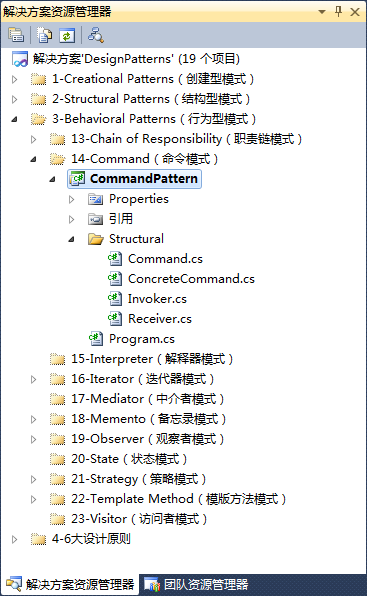 解决方案资源管理器
解决方案'DesignPatterns' (19 个项目)
1-Creational Patterns（创建型模式）
2-Structural Patterns（结构型模式）
3-Behavioral Patterns（行为型模式）
13-Chain of Responsibility（职责链模式）
14-Command（命令模式）
CommandPattern
Properties
引用
Structural
Command.cs
ConcreteCommand.cs
Invoker.cs
Receiver.cs
Program.cs
15-Interpreter（解释器模式）
16-Iterator（迭代器模式）
17-Mediator（中介者模式）
18-Memento（备忘录模式）
19-Observer（观察者模式）
20-State（状态模式）
21-Strategy（策略模式）
22-Template Method（模版方法模式）
23-Visitor（访问者模式）
4-6大设计原则
解决方案资源管理器 团队资源管理器